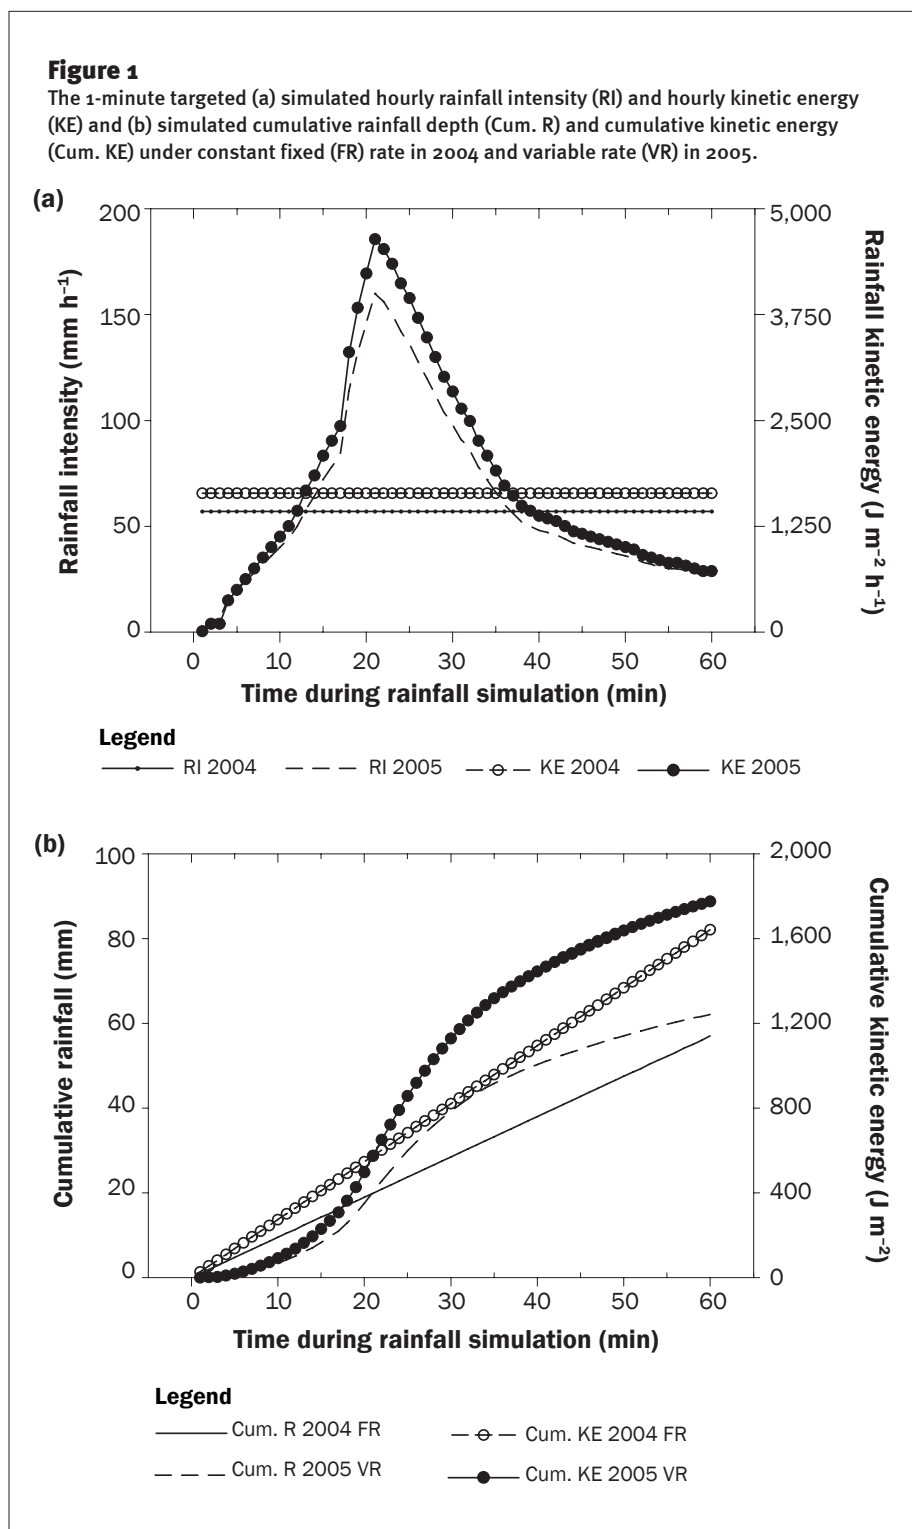 Figure 1
The 1-minute targeted (a) simulated hourly rainfall intensity (RI) and hourly kinetic energy
(KE) and (b) simulated cumulative rainfall depth (Cum. R) and cumulative kinetic energy
(Cum. KE) under constant fixed (FR) rate in 2004 and variable rate (VR) in 2005.
(a)
200
150
100
50
0
Rainfall intensity (mm h⁻¹)
5,000
3,750
2,500
1,250
0
Rainfall kinetic energy (J m⁻² h⁻¹)
0 10 20 30 40 50 60
Time during rainfall simulation (min)
Legend
RI 2004 RI 2005 KE 2004 KE 2005
(b)
100
80
60
40
20
0
Cumulative rainfall (mm)
2,000
1,600
1,200
800
400
0
Cumulative kinetic energy (J m⁻²)
0 10 20 30 40 50 60
Time during rainfall simulation (min)
Legend
Cum. R 2004 FR Cum. KE 2004 FR
Cum. R 2005 VR Cum. KE 2005 VR